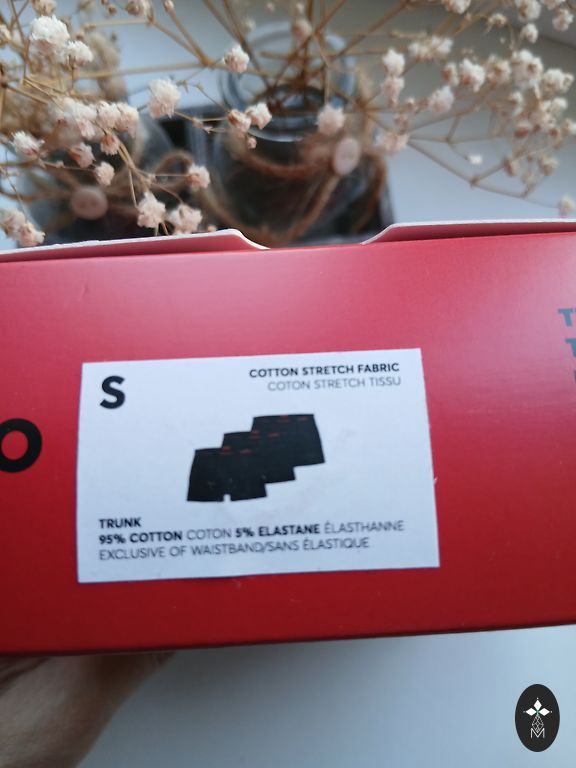 S
COTTON STRETCH FABRIC
COTON STRETCH TISSU
O
TRUNK
95% COTTON COTON 5% ELASTANE ÉLASTHANNE
EXCLUSIVE OF WAISTBAND/SANS ÉLASTIQUE
M